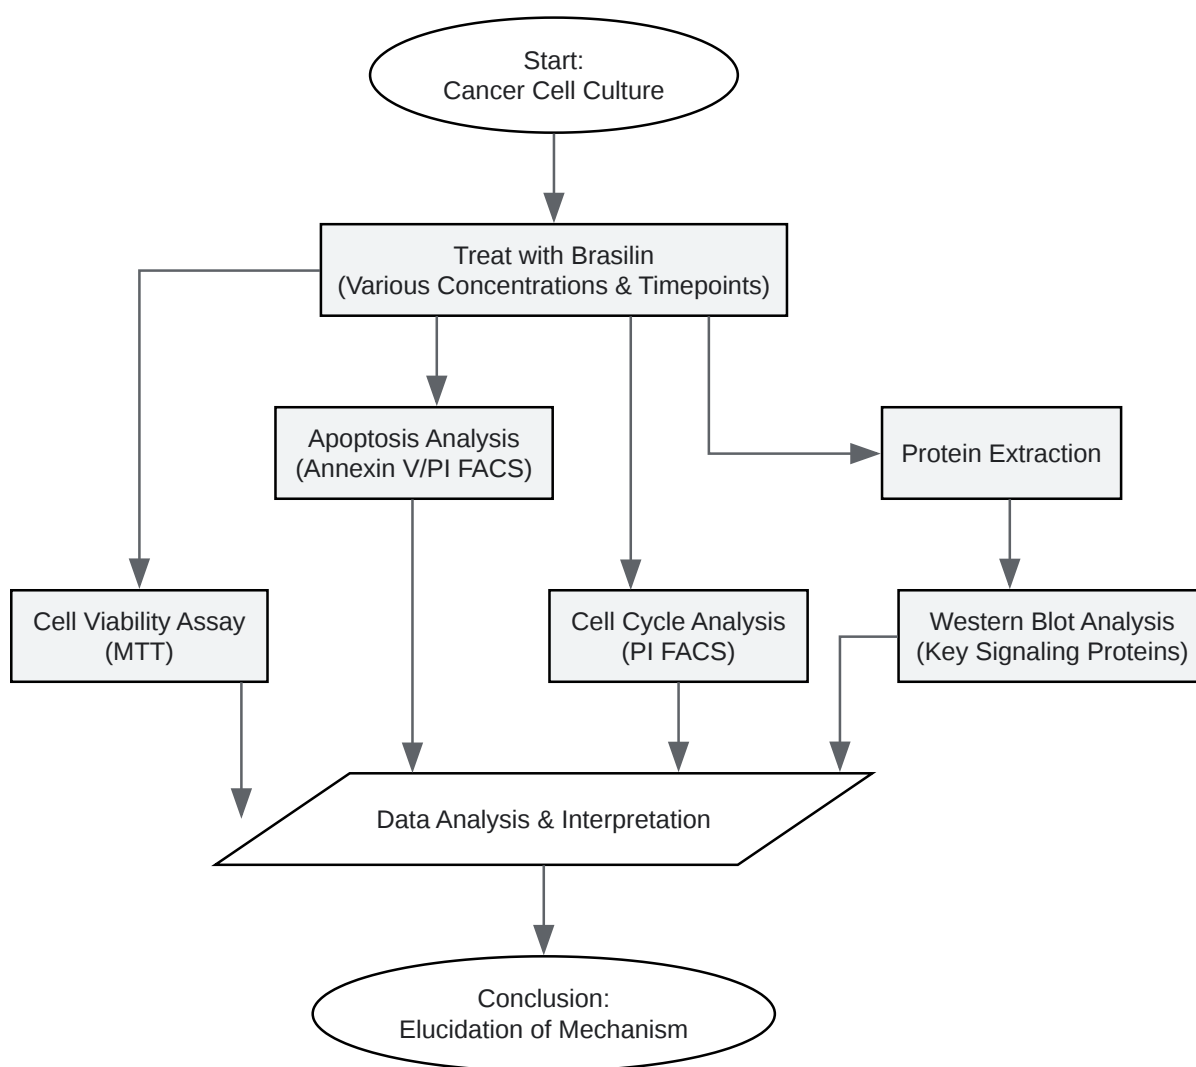 Start:
Cancer Cell Culture
Treat with Brasilin
(Various Concentrations & Timepoints)
Apoptosis Analysis
(Annexin V/PI FACS)
Protein Extraction
Cell Viability Assay
(MTT)
Cell Cycle Analysis
(PI FACS)
Western Blot Analysis
(Key Signaling Proteins)
Data Analysis & Interpretation
Conclusion:
Elucidation of Mechanism